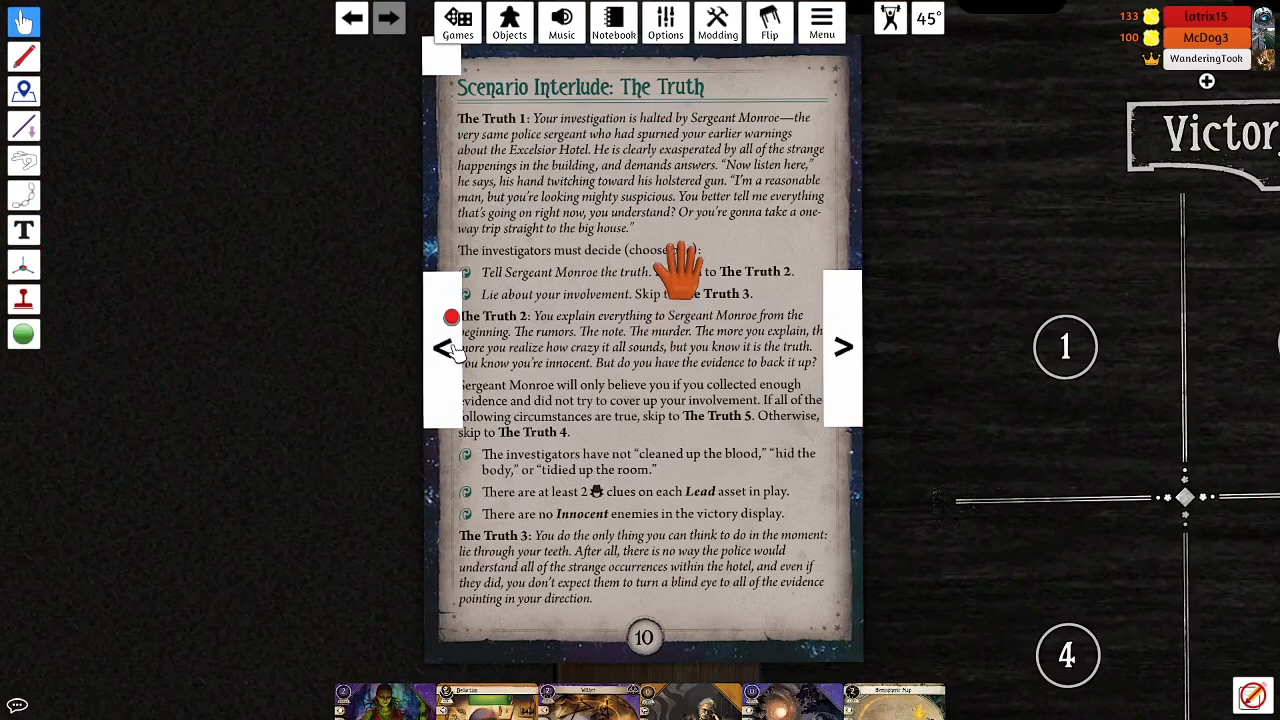 Games
Objects
Music
Notebook
Options
Modding
Flip
Menu
45°
133
latrix15
100
McDog3
WanderingTook
Scenario Interlude: The Truth
The Truth 1: Your investigation is halted by Sergeant Monroe—the
very same police sergeant who had spurned your earlier warnings
about the Excelsior Hotel. He is clearly exasperated by all of the strange
happenings in the building, and demands answers. “Now listen here,”
he says, his hand twitching toward his holstered gun. “I’m a reasonable
man, but you’re looking mighty suspicious. You better tell me everything
that’s going on right now, you understand? Or you’re gonna take a one-
way trip straight to the big house.”
The investigators must decide (choose
Tell Sergeant Monroe the truth. to The Truth 2.
Lie about your involvement. Skip The Truth 3.
The Truth 2: You explain everything to Sergeant Monroe from the
beginning. The rumors. The note. The murder. The more you explain, th
more you realize how crazy it all sounds, but you know it is the truth.
You know you’re innocent. But do you have the evidence to back it up?
Sergeant Monroe will only believe you if you collected enough
evidence and did not try to cover up your involvement. If all of the
following circumstances are true, skip to The Truth 5. Otherwise,
skip to The Truth 4.
The investigators have not “cleaned up the blood,” “hid the
body,” or “tidied up the room.”
There are at least 2 clues on each Lead asset in play.
There are no Innocent enemies in the victory display.
The Truth 3: You do the only thing you can think to do in the moment:
lie through your teeth. After all, there is no way the police would
understand all of the strange occurrences within the hotel, and even if
they did, you don’t expect them to turn a blind eye to all of the evidence
pointing in your direction.
10
<
>
Victor
1
4
T
2
Deduction
2
Wither
0
0
2
Hemispheric Map